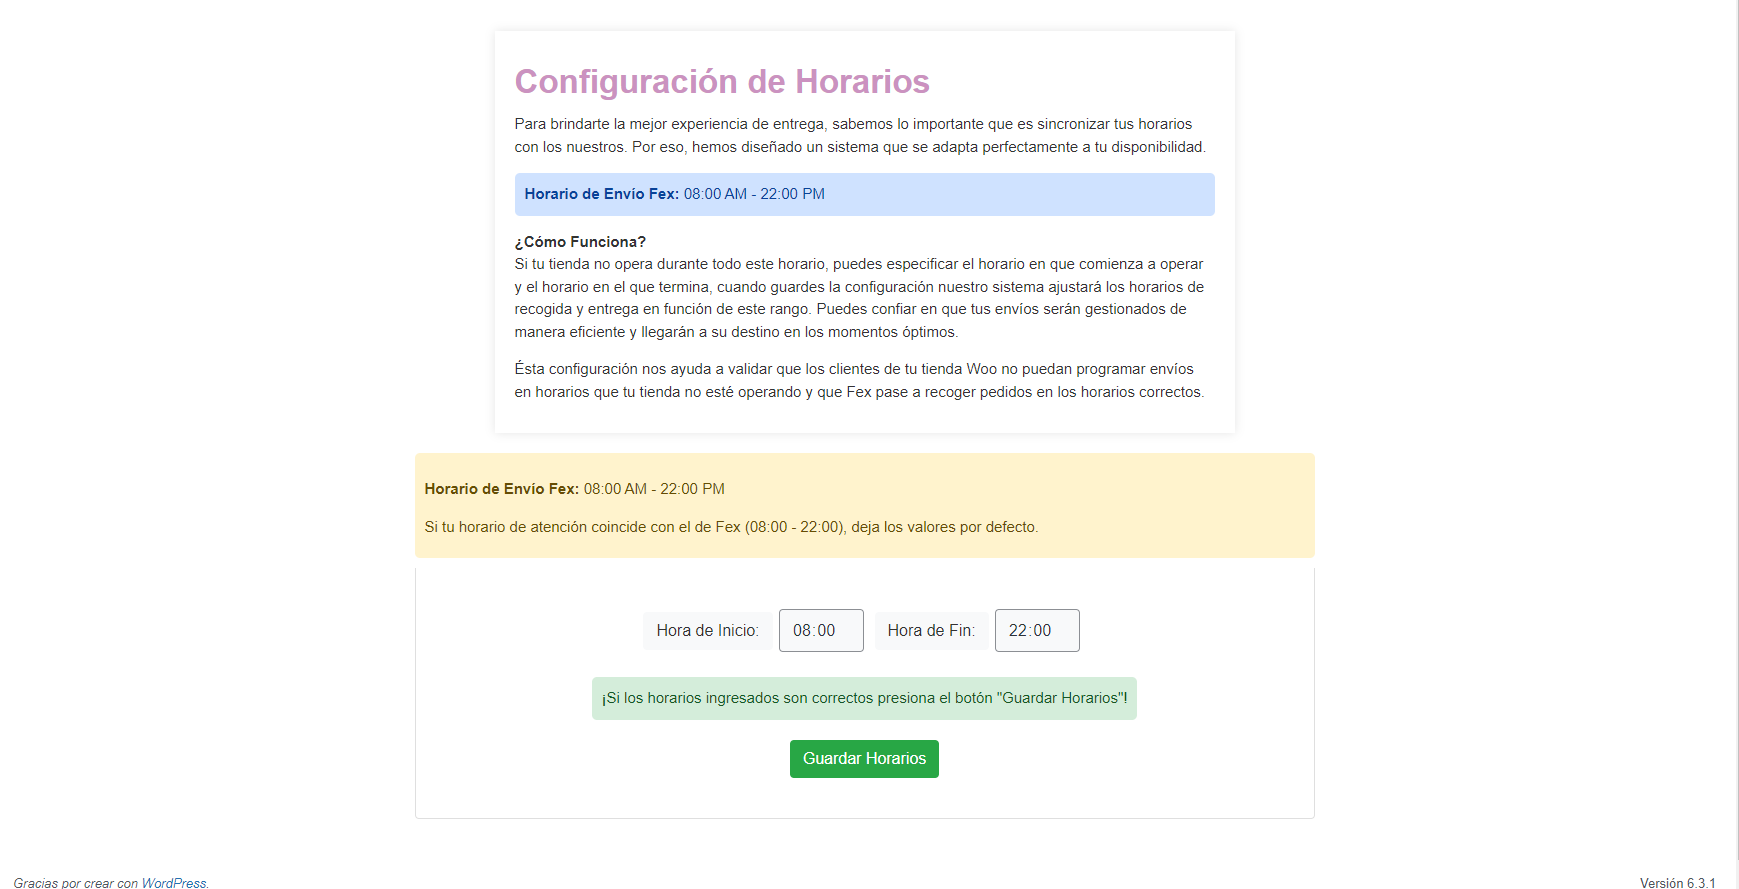 Configuración de Horarios
Para brindarte la mejor experiencia de entrega, sabemos lo importante que es sincronizar tus horarios
con los nuestros. Por eso, hemos diseñado un sistema que se adapta perfectamente a tu disponibilidad.
Horario de Envío Fex: 08:00 AM - 22:00 PM
¿Cómo Funciona?
Si tu tienda no opera durante todo este horario, puedes especificar el horario en que comienza a operar
y el horario en el que termina, cuando guardes la configuración nuestro sistema ajustará los horarios de
recogida y entrega en función de este rango. Puedes confiar en que tus envíos serán gestionados de
manera eficiente y llegarán a su destino en los momentos óptimos.
Ésta configuración nos ayuda a validar que los clientes de tu tienda Woo no puedan programar envíos
en horarios que tu tienda no esté operando y que Fex pase a recoger pedidos en los horarios correctos.
Horario de Envío Fex: 08:00 AM - 22:00 PM
Si tu horario de atención coincide con el de Fex (08:00 - 22:00), deja los valores por defecto.
Hora de Inicio: 08:00 Hora de Fin: 22:00
¡Si los horarios ingresados son correctos presiona el botón "Guardar Horarios"!
Guardar Horarios
Gracias por crear con WordPress. Versión 6.3.1